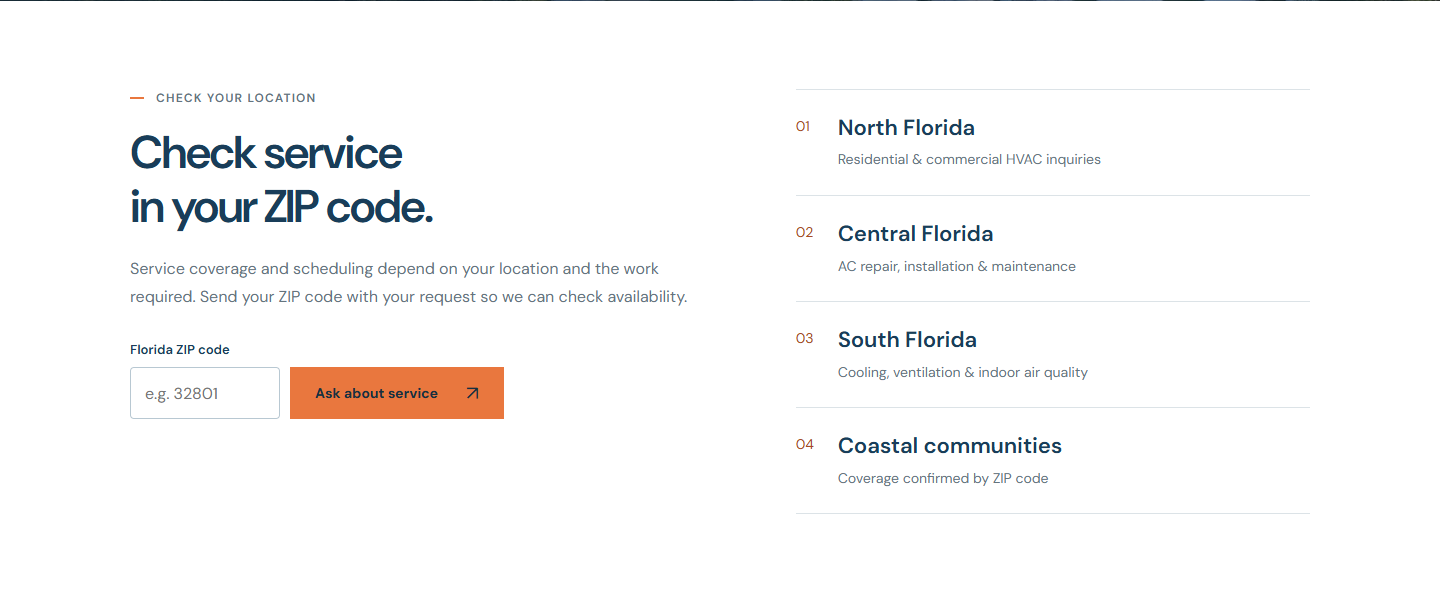 CHECK YOUR LOCATION
Check service
in your ZIP code.
Service coverage and scheduling depend on your location and the work
required. Send your ZIP code with your request so we can check availability.
Florida ZIP code
e.g. 32801
Ask about service
01
North Florida
Residential & commercial HVAC inquiries
02
Central Florida
AC repair, installation & maintenance
03
South Florida
Cooling, ventilation & indoor air quality
04
Coastal communities
Coverage confirmed by ZIP code